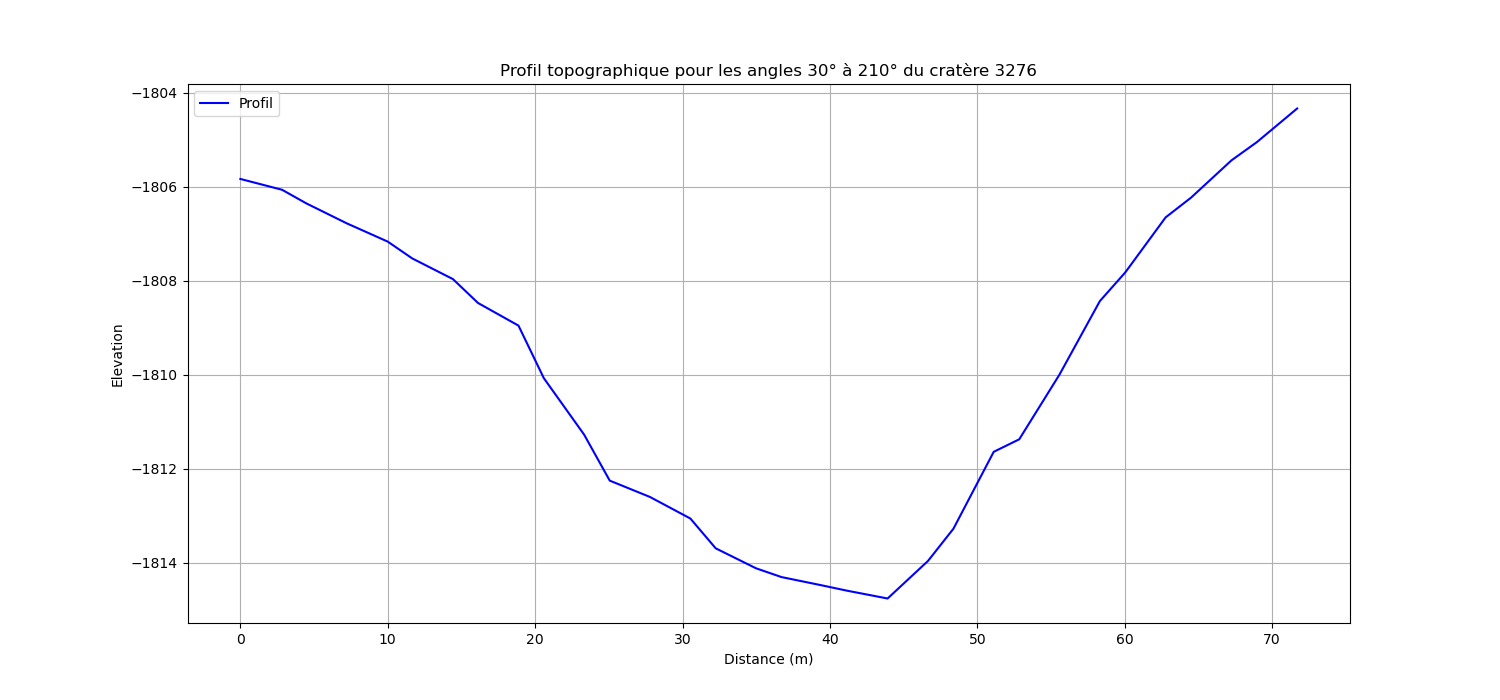 Profil topographique pour les angles 30° à 210° du cratère 3276
Profil
−1804
−1806
−1808
−1810
−1812
−1814
Elevation
0 10 20 30 40 50 60 70
Distance (m)